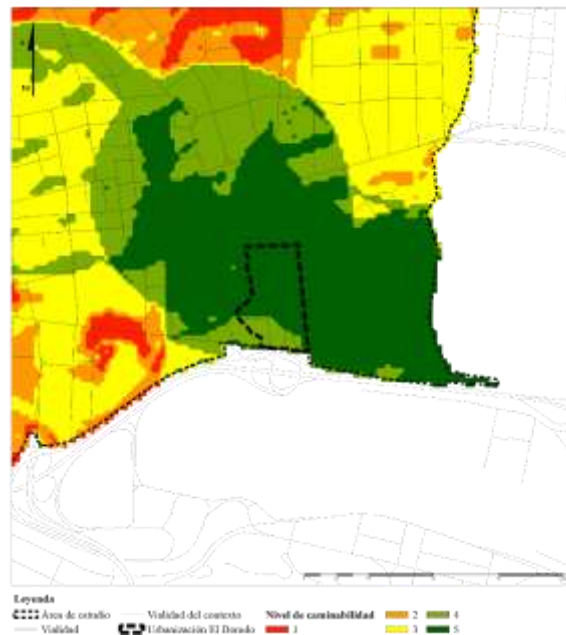 N
Leyenda
Área de estudio Vialidad del contexto Nivel de caminabilidad 2 4
Vialidad Urbanización El Dorado 1 3 5